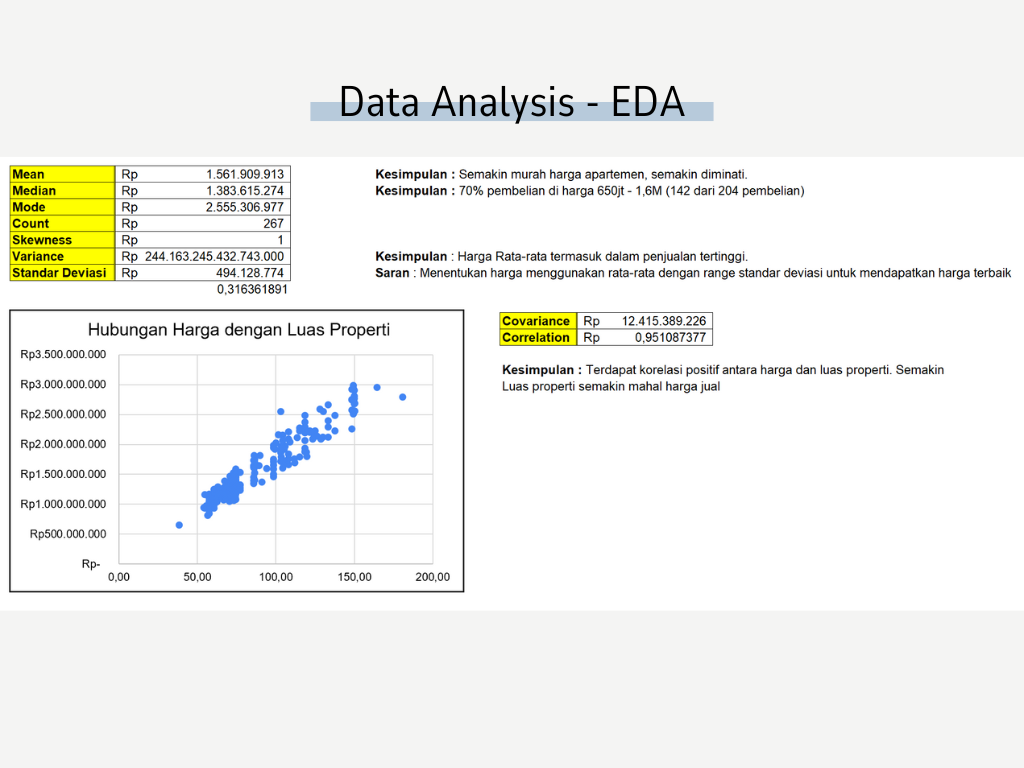 Data Analysis - EDA
Mean Rp 1.561.909.913
Median Rp 1.383.615.274
Mode Rp 2.555.306.977
Count Rp 267
Skewness Rp 1
Variance Rp 244.163.245.432.743.000
Standar Deviasi Rp 494.128.774
0,316361891
Kesimpulan : Semakin murah harga apartemen, semakin diminati.
Kesimpulan : 70% pembelian di harga 650jt - 1,6M (142 dari 204 pembelian)
Kesimpulan : Harga Rata-rata termasuk dalam penjualan tertinggi.
Saran : Menentukan harga menggunakan rata-rata dengan range standar deviasi untuk mendapatkan harga terbaik
Hubungan Harga dengan Luas Properti
Rp3.500.000.000
Rp3.000.000.000
Rp2.500.000.000
Rp2.000.000.000
Rp1.500.000.000
Rp1.000.000.000
Rp500.000.000
Rp-
0,00 50,00 100,00 150,00 200,00
Covariance Rp 12.415.389.226
Correlation Rp 0,951087377
Kesimpulan : Terdapat korelasi positif antara harga dan luas properti. Semakin
Luas properti semakin mahal harga jual